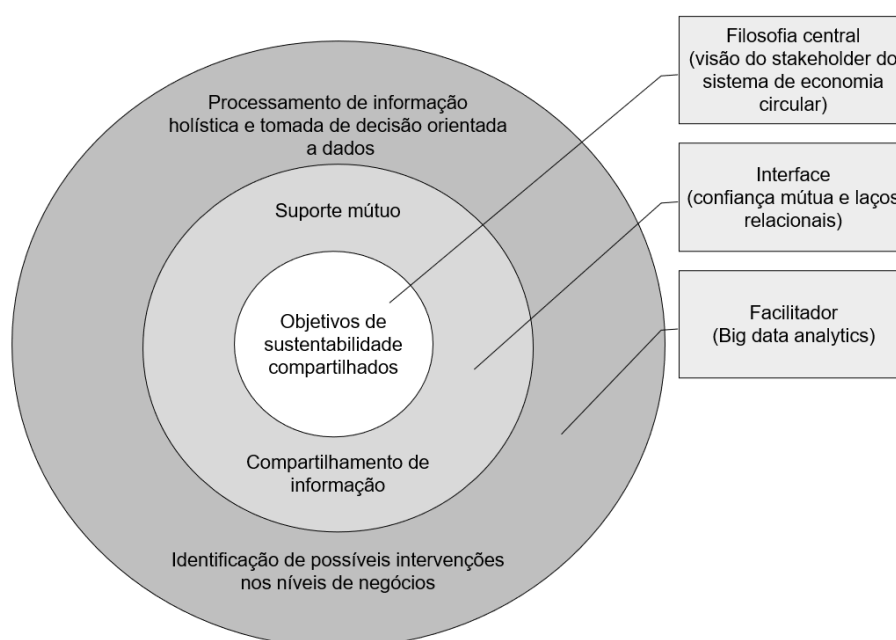 Processamento de informação
holística e tomada de decisão orientada
a dados
Suporte mútuo
Objetivos de
sustentabilidade
compartilhados
Compartilhamento de
informação
Identificação de possíveis intervenções
nos níveis de negócios
Filosofia central
(visão do stakeholder do
sistema de economia
circular)
Interface
(confiança mútua e laços
relacionais)
Facilitador
(Big data analytics)